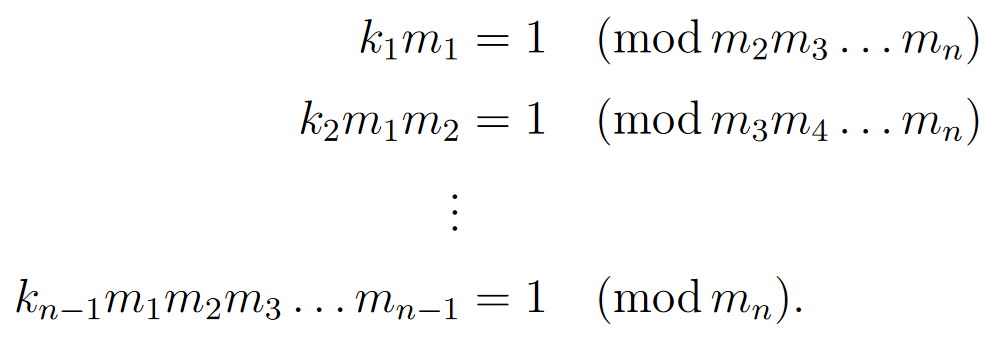 k₁m₁ = 1 (mod m₂m₃ … mₙ)
k₂m₁m₂ = 1 (mod m₃m₄ … mₙ)
⋮
kₙ₋₁m₁m₂m₃ … mₙ₋₁ = 1 (mod mₙ).